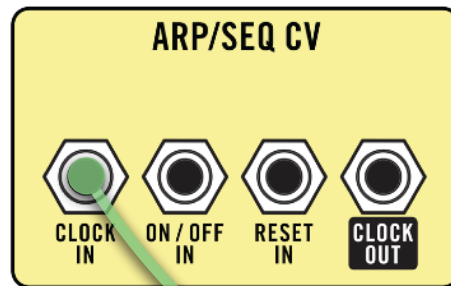 ARP/SEQ CV
CLOCK IN
ON / OFF IN
RESET IN
CLOCK OUT